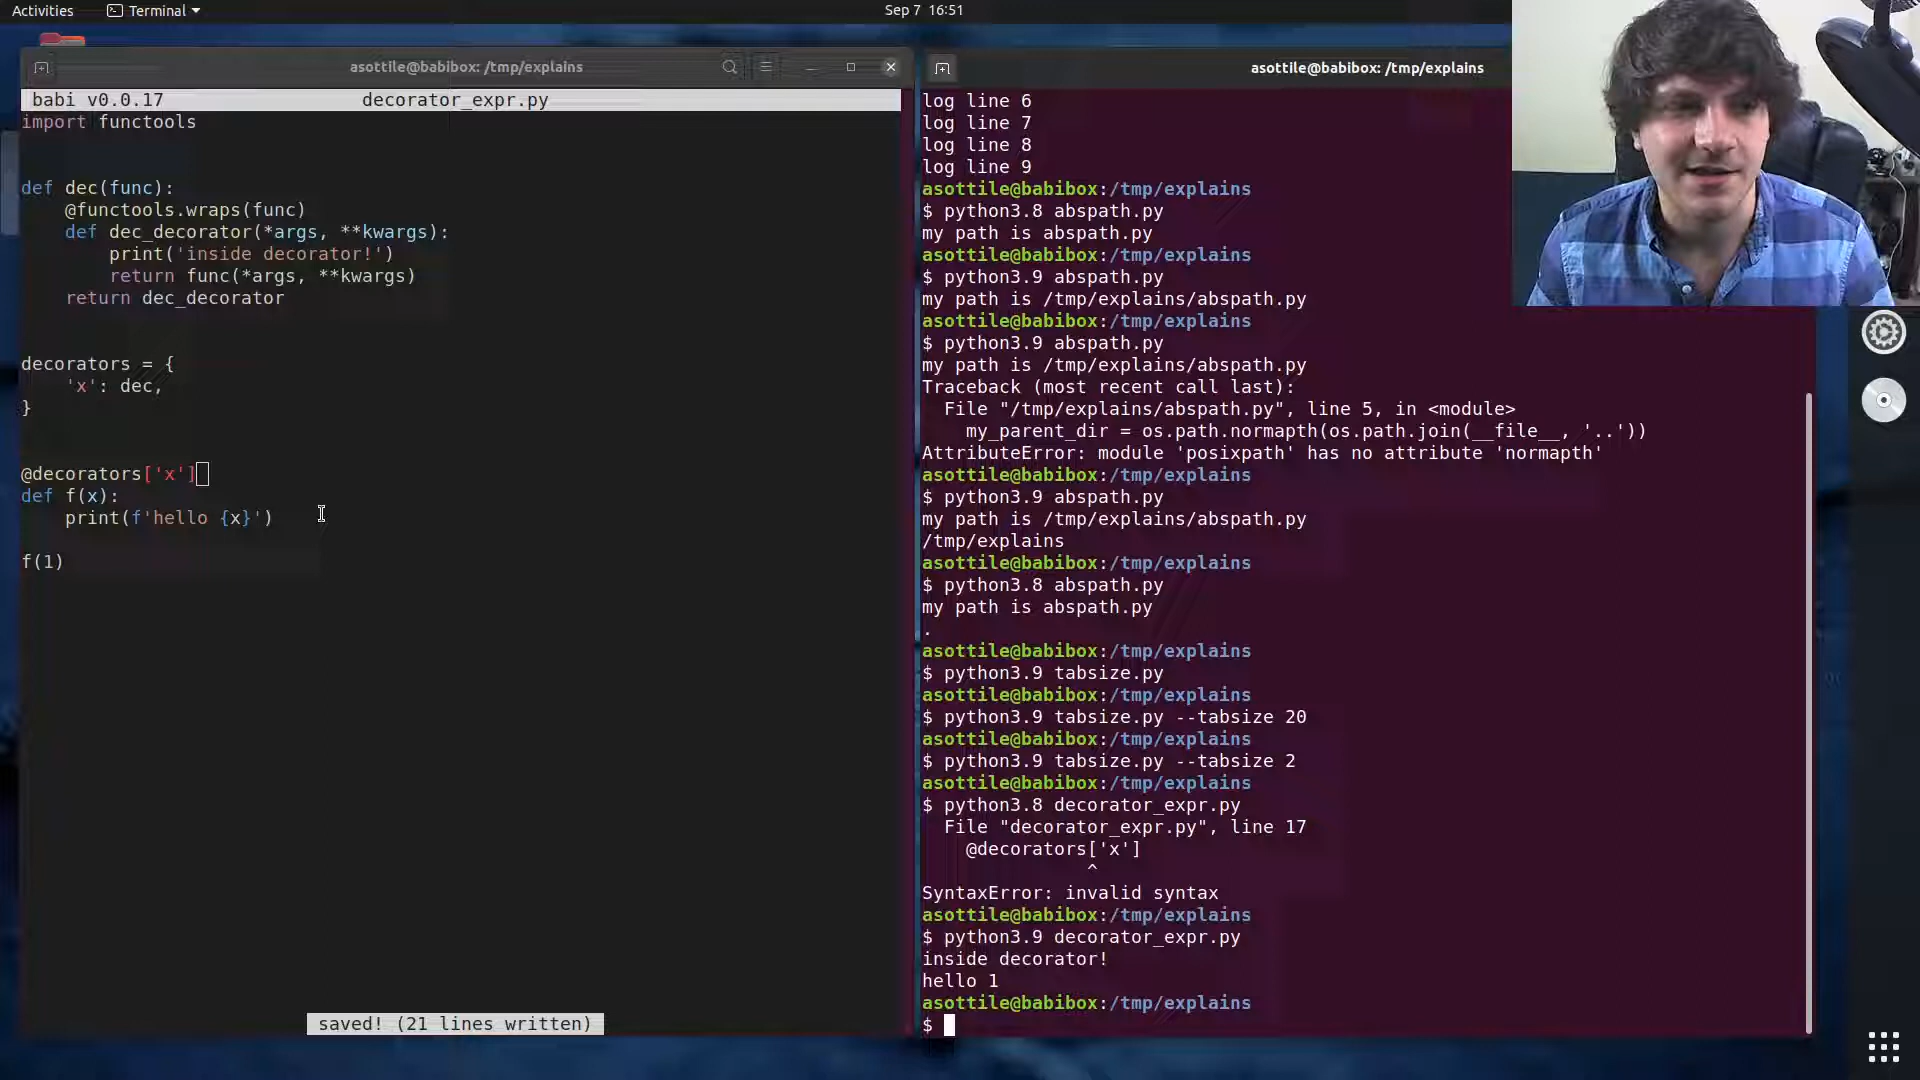 Activities
Terminal
Sep 7 16:51
asottile@babibox: /tmp/explains
babi v0.0.17
decorator_expr.py
import functools
def dec(func):
    @functools.wraps(func)
    def dec_decorator(*args, **kwargs):
        print('inside decorator!')
        return func(*args, **kwargs)
    return dec_decorator
decorators = {
    'x': dec,
}
@decorators['x']
def f(x):
    print(f'hello {x}')
f(1)
saved! (21 lines written)
asottile@babibox: /tmp/explains
log line 6
log line 7
log line 8
log line 9
asottile@babibox:/tmp/explains
$ python3.8 abspath.py
my path is abspath.py
asottile@babibox:/tmp/explains
$ python3.9 abspath.py
my path is /tmp/explains/abspath.py
asottile@babibox:/tmp/explains
$ python3.9 abspath.py
my path is /tmp/explains/abspath.py
Traceback (most recent call last):
  File "/tmp/explains/abspath.py", line 5, in <module>
    my_parent_dir = os.path.normapth(os.path.join(__file__, '..'))
AttributeError: module 'posixpath' has no attribute 'normapth'
asottile@babibox:/tmp/explains
$ python3.9 abspath.py
my path is /tmp/explains/abspath.py
/tmp/explains
asottile@babibox:/tmp/explains
$ python3.8 abspath.py
my path is abspath.py
.
asottile@babibox:/tmp/explains
$ python3.9 tabsize.py
asottile@babibox:/tmp/explains
$ python3.9 tabsize.py --tabsize 20
asottile@babibox:/tmp/explains
$ python3.9 tabsize.py --tabsize 2
asottile@babibox:/tmp/explains
$ python3.8 decorator_expr.py
  File "decorator_expr.py", line 17
    @decorators['x']
               ^
SyntaxError: invalid syntax
asottile@babibox:/tmp/explains
$ python3.9 decorator_expr.py
inside decorator!
hello 1
asottile@babibox:/tmp/explains
$